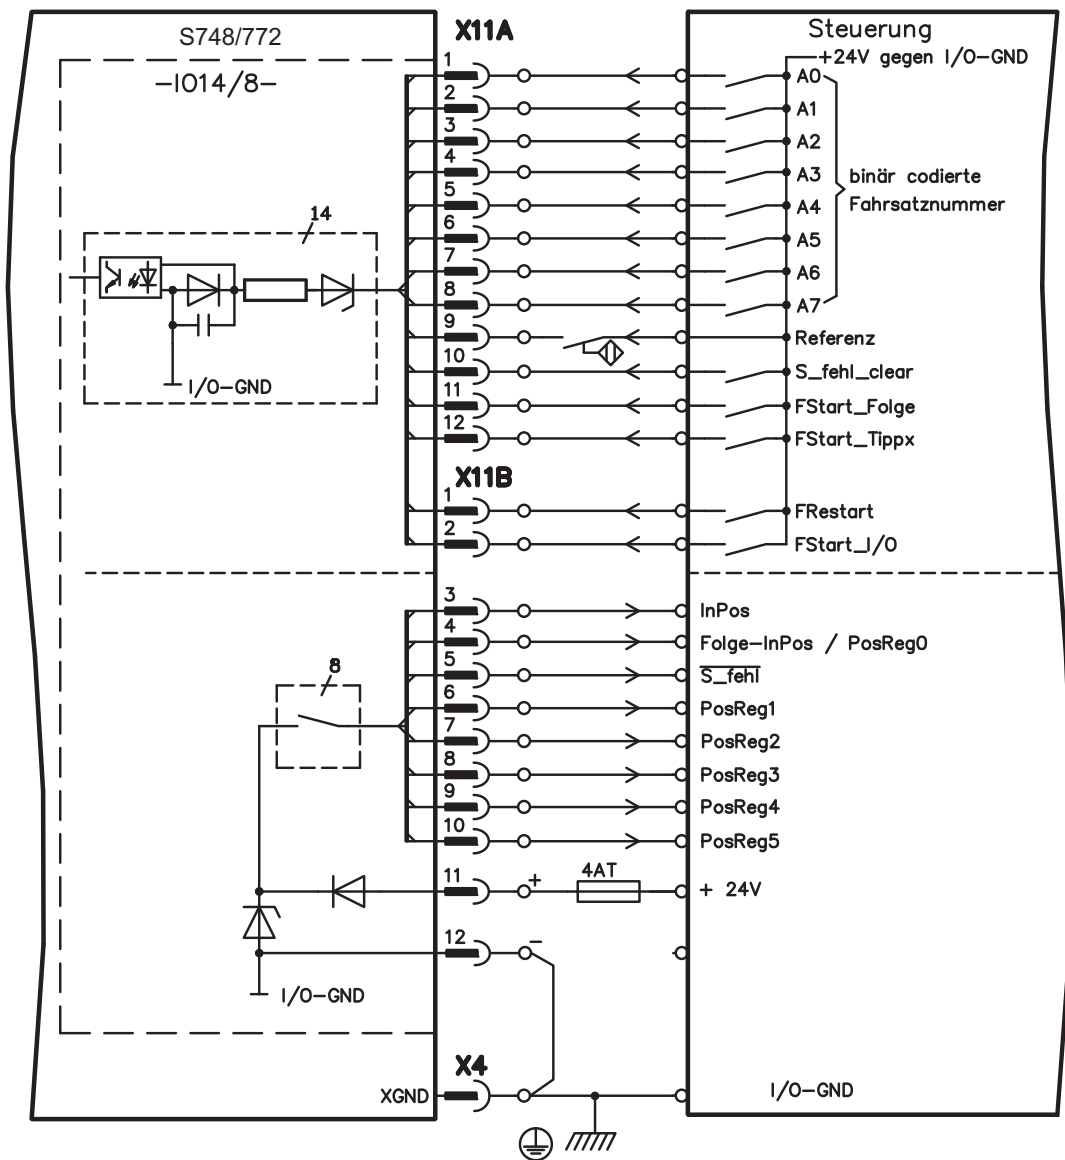 S748/772
-I014/8-
X11A
Steuerung
+24V gegen I/O-GND
1
A0
2
A1
3
A2
4
A3
binär codierte
Fahrsatznummer
5
A4
6
A5
7
A6
8
A7
9
Referenz
10
S_fehl_clear
11
FStart_Folge
12
FStart_Tippx
14
I/O-GND
X11B
1
FRestart
2
FStart_I/O
3
InPos
4
Folge-InPos / PosReg0
5
S_fehl
6
PosReg1
7
PosReg2
8
PosReg3
9
PosReg4
10
PosReg5
8
11
+
4AT
+ 24V
12
-
I/O-GND
X4
XGND
I/O-GND